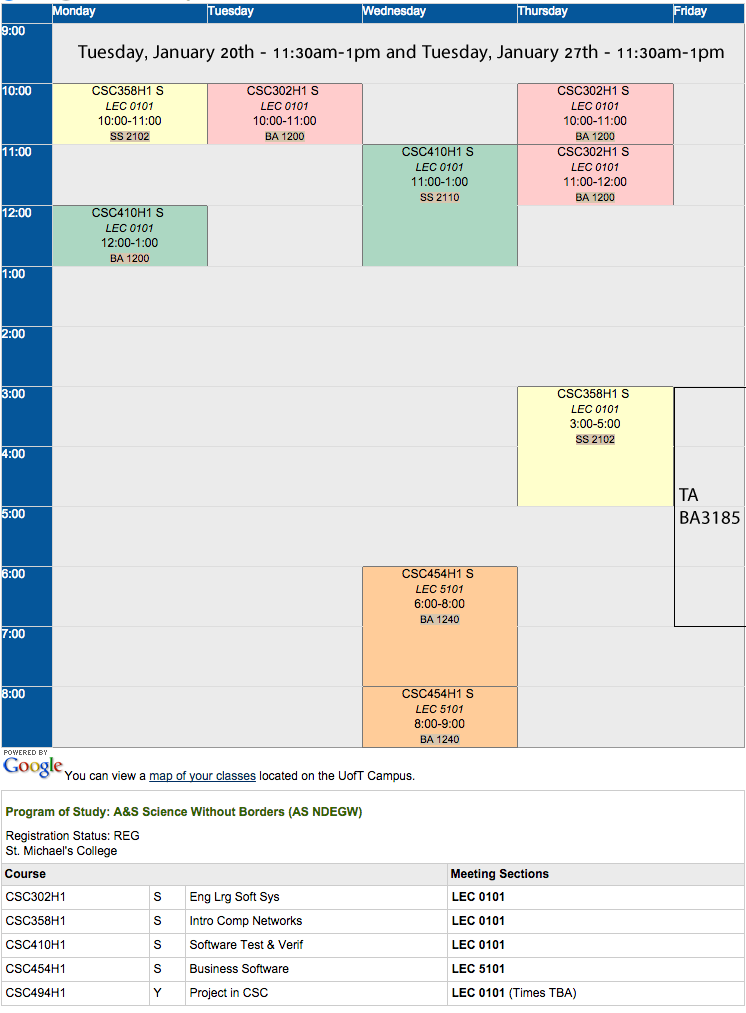 Monday Tuesday Wednesday Thursday Friday
9:00
Tuesday, January 20th - 11:30am-1pm and Tuesday, January 27th - 11:30am-1pm
10:00
CSC358H1 S
LEC 0101
10:00-11:00
SS 2102
CSC302H1 S
LEC 0101
10:00-11:00
BA 1200
CSC302H1 S
LEC 0101
10:00-11:00
BA 1200
11:00
CSC410H1 S
LEC 0101
11:00-1:00
SS 2110
CSC302H1 S
LEC 0101
11:00-12:00
BA 1200
12:00
CSC410H1 S
LEC 0101
12:00-1:00
BA 1200
1:00
2:00
3:00
CSC358H1 S
LEC 0101
3:00-5:00
SS 2102
4:00
TA
BA3185
5:00
6:00
CSC454H1 S
LEC 5101
6:00-8:00
BA 1240
7:00
8:00
CSC454H1 S
LEC 5101
8:00-9:00
BA 1240
POWERED BY
Google You can view a map of your classes located on the UofT Campus.
Program of Study: A&S Science Without Borders (AS NDEGW)
Registration Status: REG
St. Michael's College
Course Meeting Sections
CSC302H1 S Eng Lrg Soft Sys LEC 0101
CSC358H1 S Intro Comp Networks LEC 0101
CSC410H1 S Software Test & Verif LEC 0101
CSC454H1 S Business Software LEC 5101
CSC494H1 Y Project in CSC LEC 0101 (Times TBA)